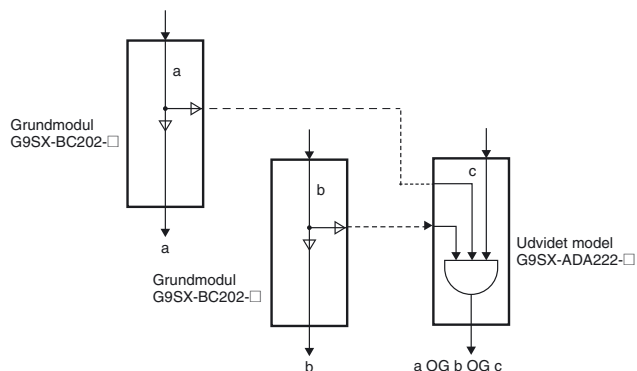 a
Grundmodul
G9SX-BC202-□
a
b
Grundmodul
G9SX-BC202-□
b
c
Udvidet model
G9SX-ADA222-□
a OG b OG c